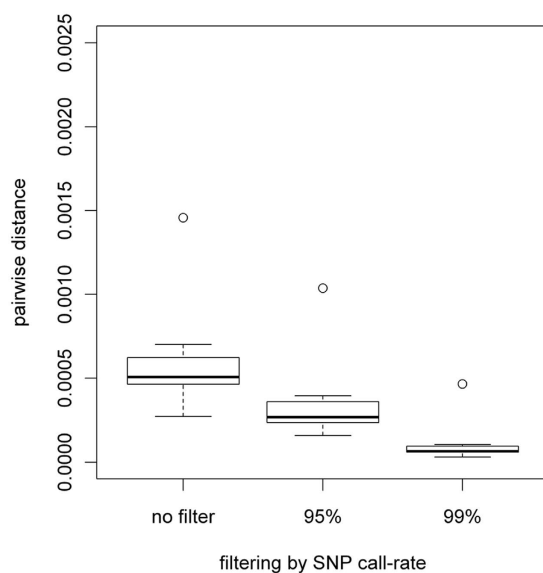 0.0025
0.0020
0.0015
0.0010
0.0005
0.0000
pairwise distance
no filter 95% 99%
filtering by SNP call-rate